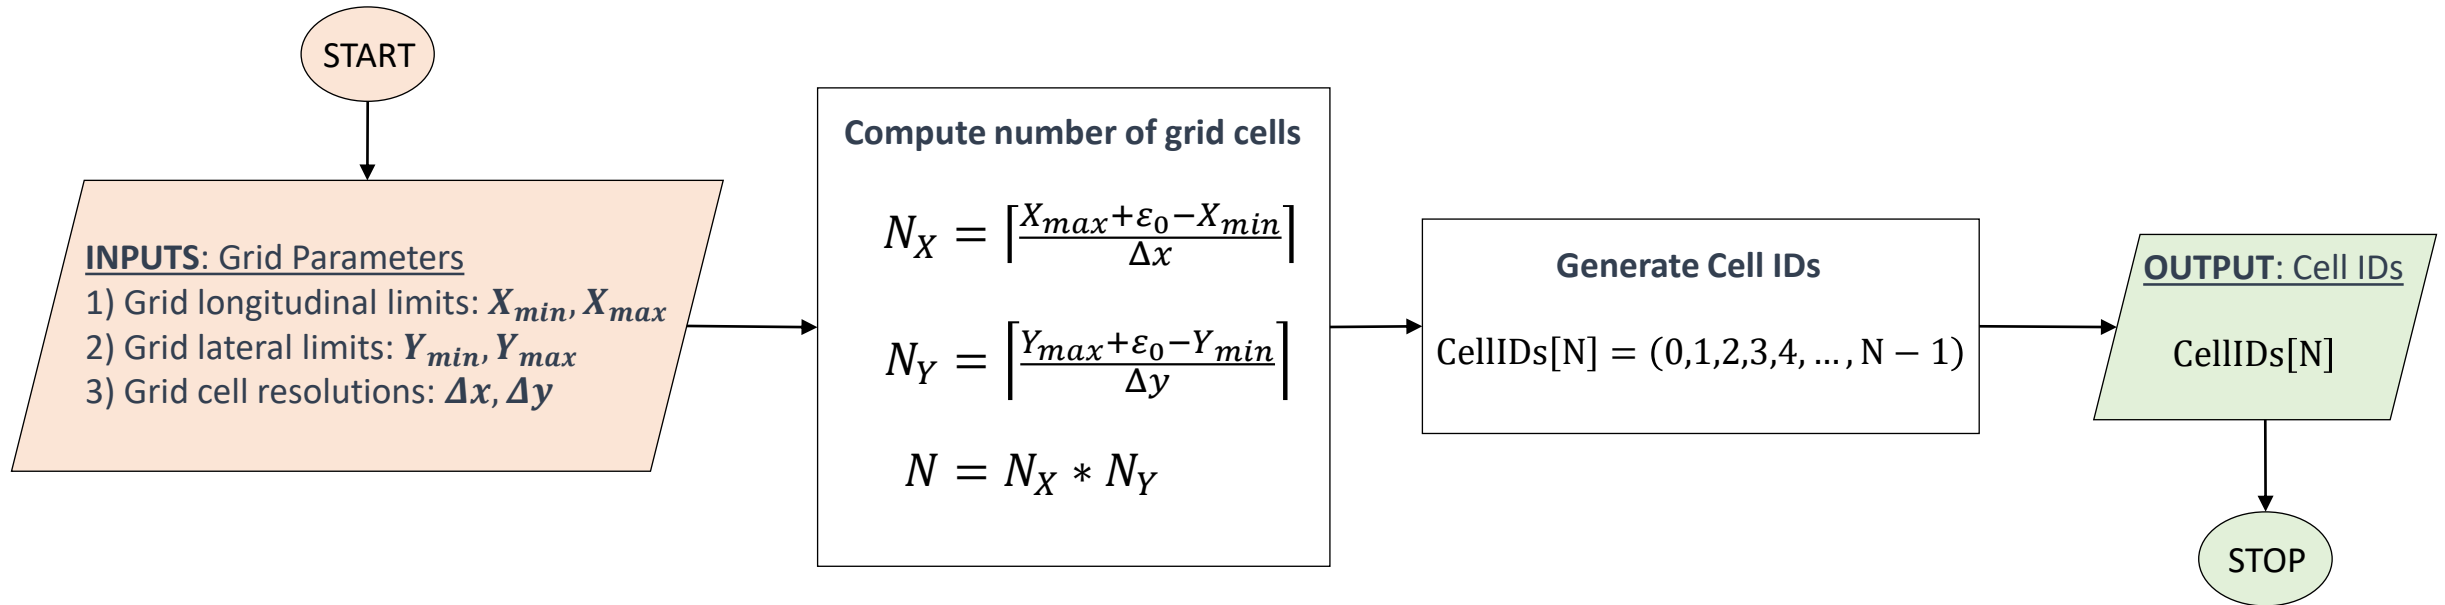 START
INPUTS: Grid Parameters
1) Grid longitudinal limits: X_min, X_max
2) Grid lateral limits: Y_min, Y_max
3) Grid cell resolutions: Δx, Δy
Compute number of grid cells
N_X = ⌈(X_max+ε_0−X_min)/Δx⌉
N_Y = ⌈(Y_max+ε_0−Y_min)/Δy⌉
N = N_X * N_Y
Generate Cell IDs
CellIDs[N] = (0,1,2,3,4, …, N − 1)
OUTPUT: Cell IDs
CellIDs[N]
STOP